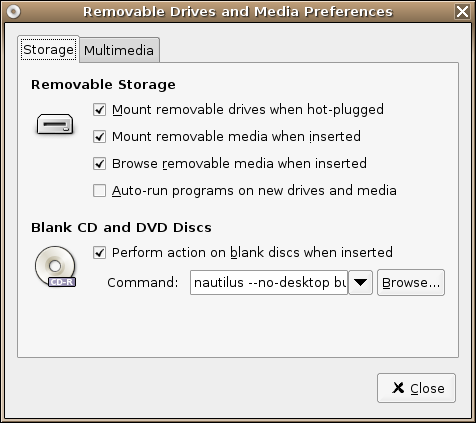 Removable Drives and Media Preferences
Storage
Multimedia
Removable Storage
Mount removable drives when hot-plugged
Mount removable media when inserted
Browse removable media when inserted
Auto-run programs on new drives and media
Blank CD and DVD Discs
Perform action on blank discs when inserted
CD-R
Command: nautilus --no-desktop bu Browse...
Close